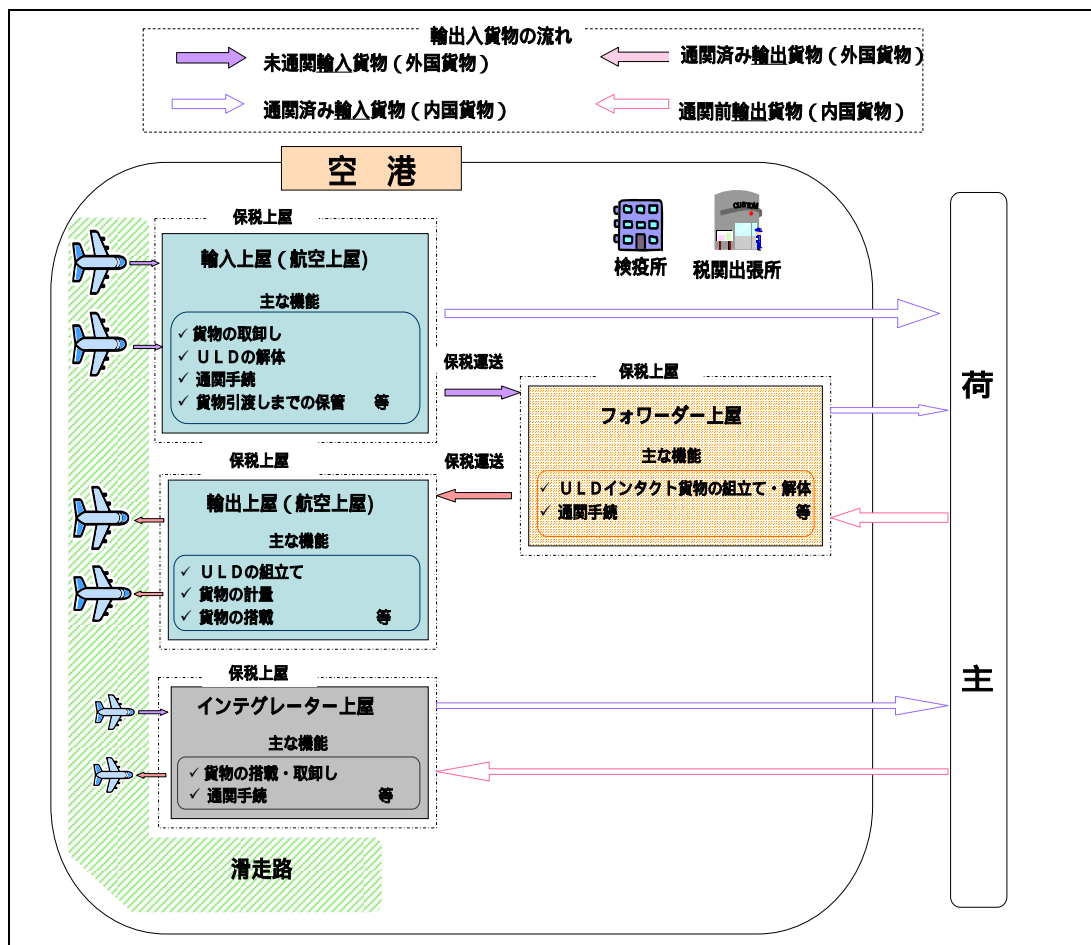 輸出入貨物の流れ
未通関輸入貨物(外国貨物)
通関済み輸出貨物(外国貨物)
通関済み輸入貨物(内国貨物)
通関前輸出貨物(内国貨物)
空 港
保税上屋
輸入上屋(航空上屋)
主な機能
✓ 貨物の取卸し
✓ ULDの解体
✓ 通関手続
✓ 貨物引渡しまでの保管 等
検疫所
CUSTOM
税関出張所
保税運送
保税上屋
フォワーダー上屋
主な機能
✓ ULDインタクト貨物の組立て・解体
✓ 通関手続 等
保税運送
保税上屋
輸出上屋(航空上屋)
主な機能
✓ ULDの組立て
✓ 貨物の計量
✓ 貨物の搭載 等
保税上屋
インテグレーター上屋
主な機能
✓ 貨物の搭載・取卸し
✓ 通関手続 等
滑走路
荷
主